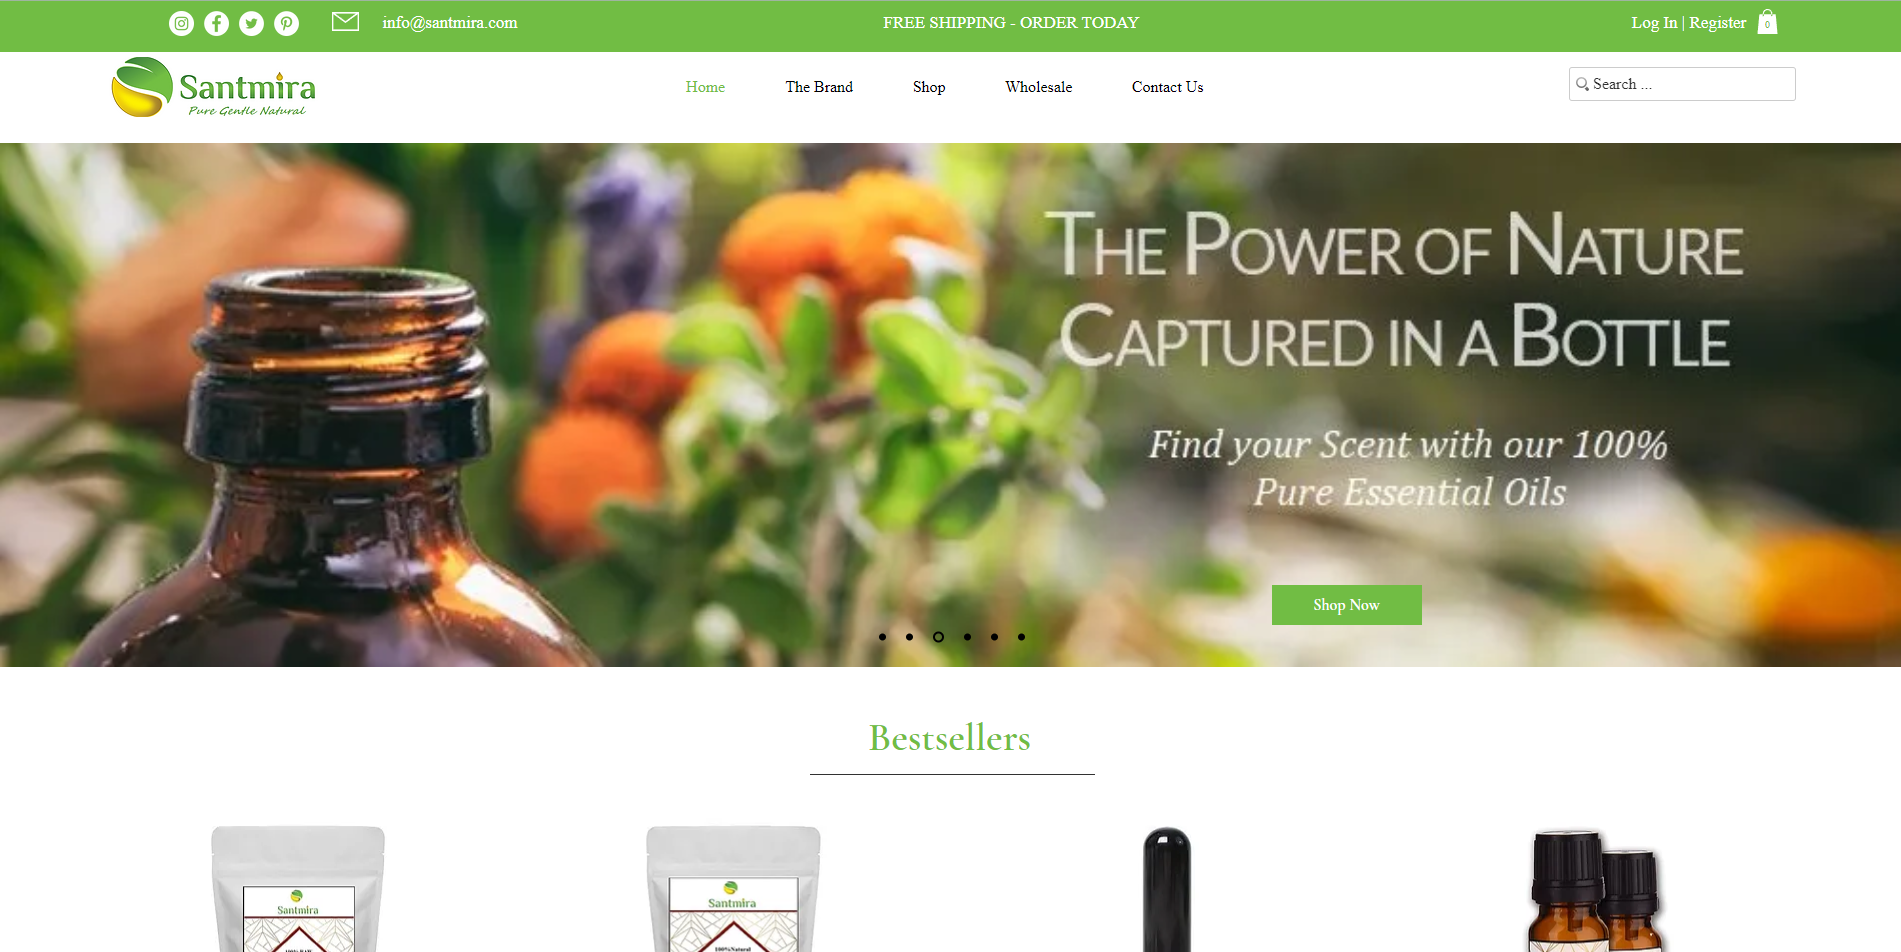 info@santmira.com
FREE SHIPPING - ORDER TODAY
Log In | Register
0
Santmira
Pure Gentle Natural
Home
The Brand
Shop
Wholesale
Contact Us
Search ...
THE POWER OF NATURE
CAPTURED IN A BOTTLE
Find your Scent with our 100%
Pure Essential Oils
Shop Now
Bestsellers
Santmira
Santmira
100%Natural